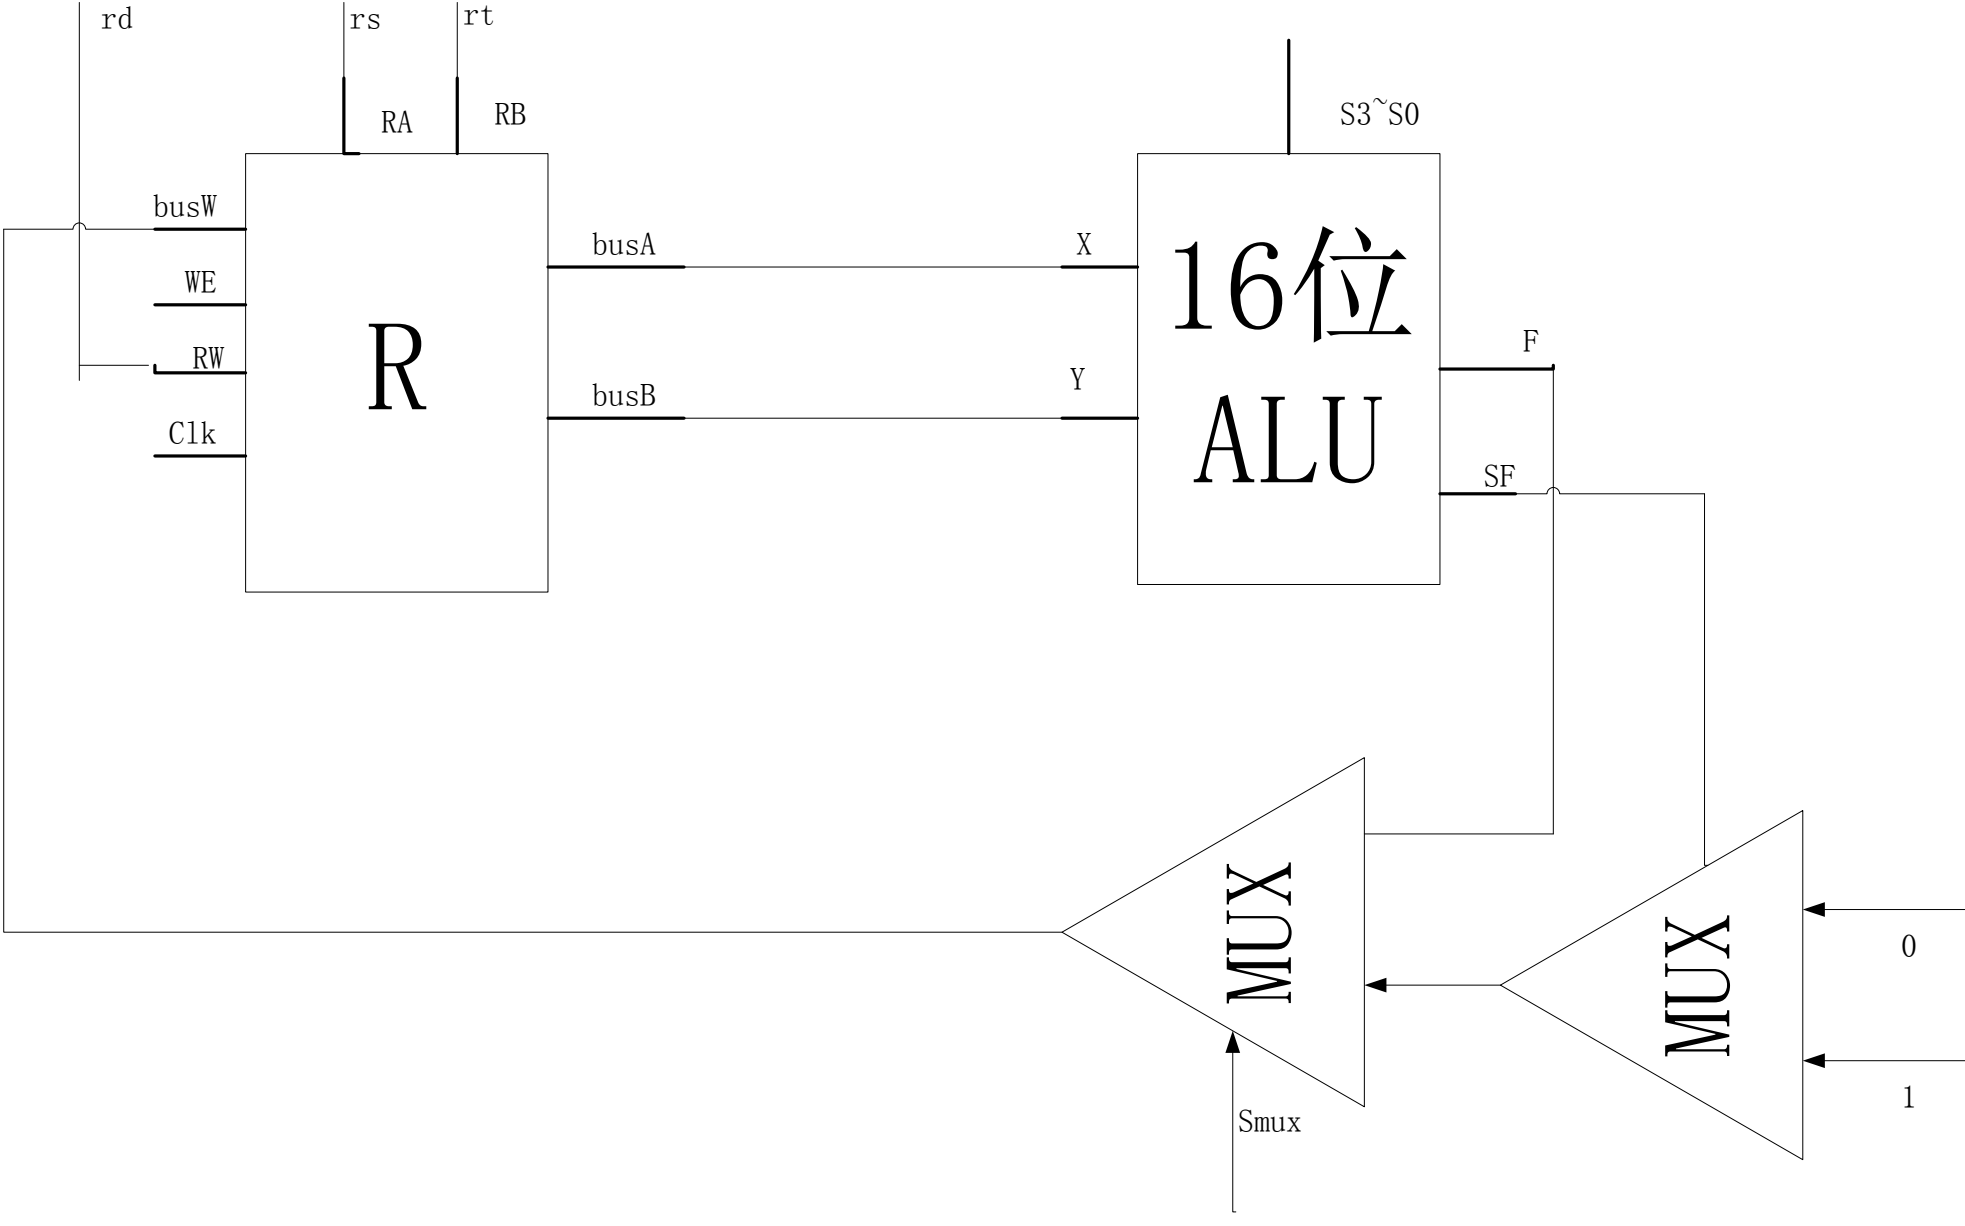 rd
rs
rt
RA
RB
S3~S0
busW
WE
RW
Clk
R
busA
busB
X
Y
16位
ALU
F
SF
MUX
MUX
0
1
Smux